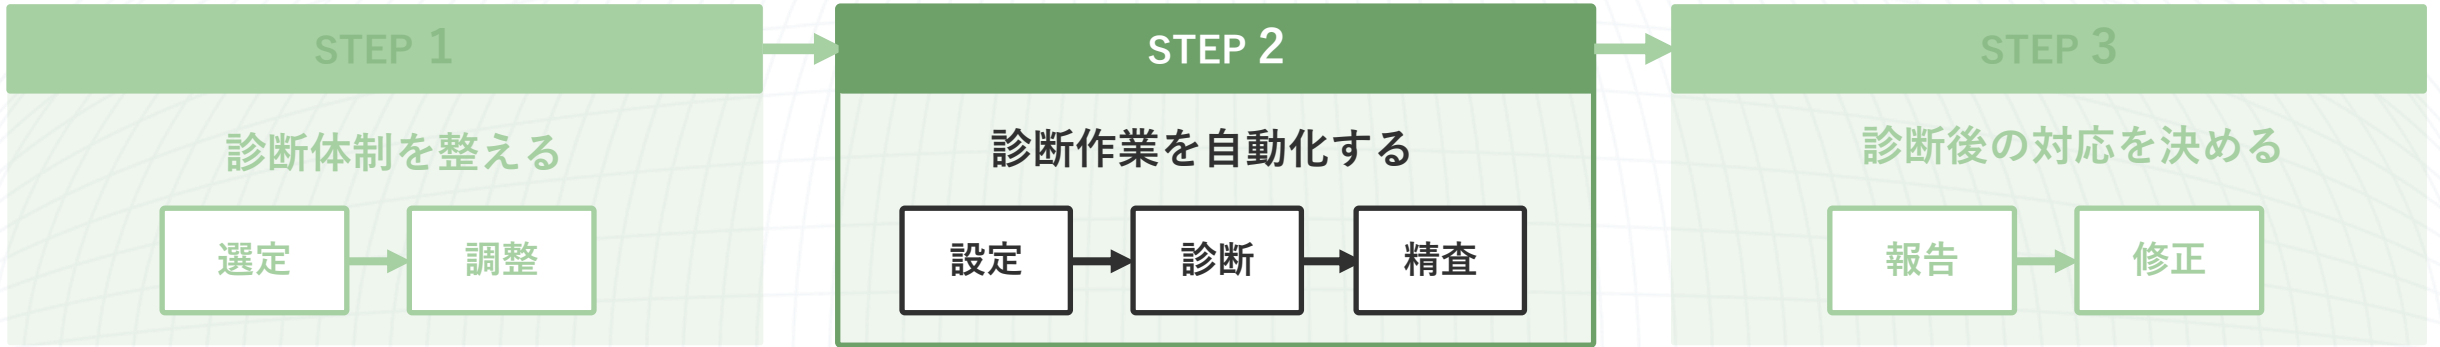 STEP 1
診断体制を整える
選定
調整
STEP 2
診断作業を自動化する
設定
診断
精査
STEP 3
診断後の対応を決める
報告
修正